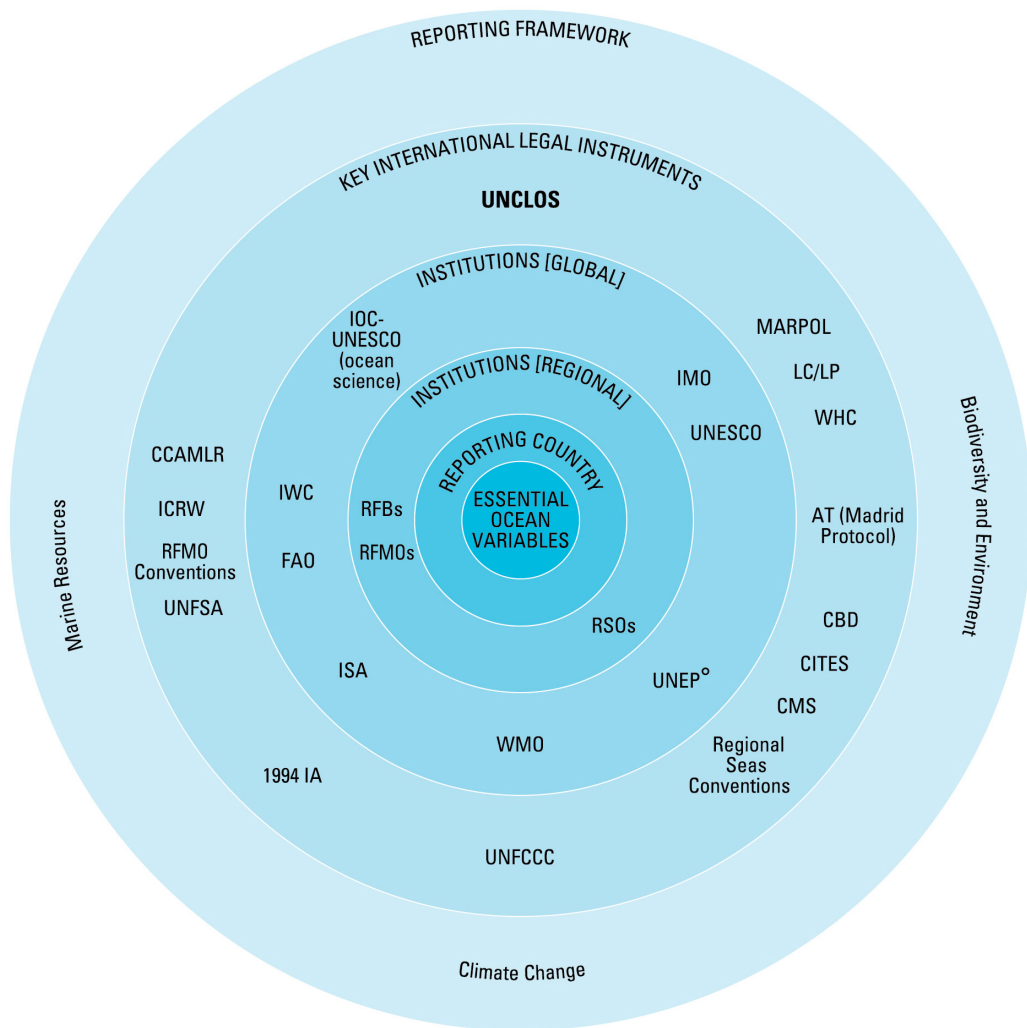 REPORTING FRAMEWORK
KEY INTERNATIONAL LEGAL INSTRUMENTS
UNCLOS
INSTITUTIONS [GLOBAL]
IOC-
UNESCO
(ocean
science)
INSTITUTIONS [REGIONAL]
REPORTING COUNTRY
ESSENTIAL
OCEAN
VARIABLES
MARPOL
LC/LP
WHC
IMO
UNESCO
CCAMLR
ICRW
RFMO
Conventions
UNFSA
IWC
FAO
RFBs
RFMOs
AT (Madrid
Protocol)
Marine Resources
Biodiversity and Environment
RSOs
CBD
CITES
CMS
ISA
UNEP°
WMO
Regional
Seas
Conventions
1994 IA
UNFCCC
Climate Change